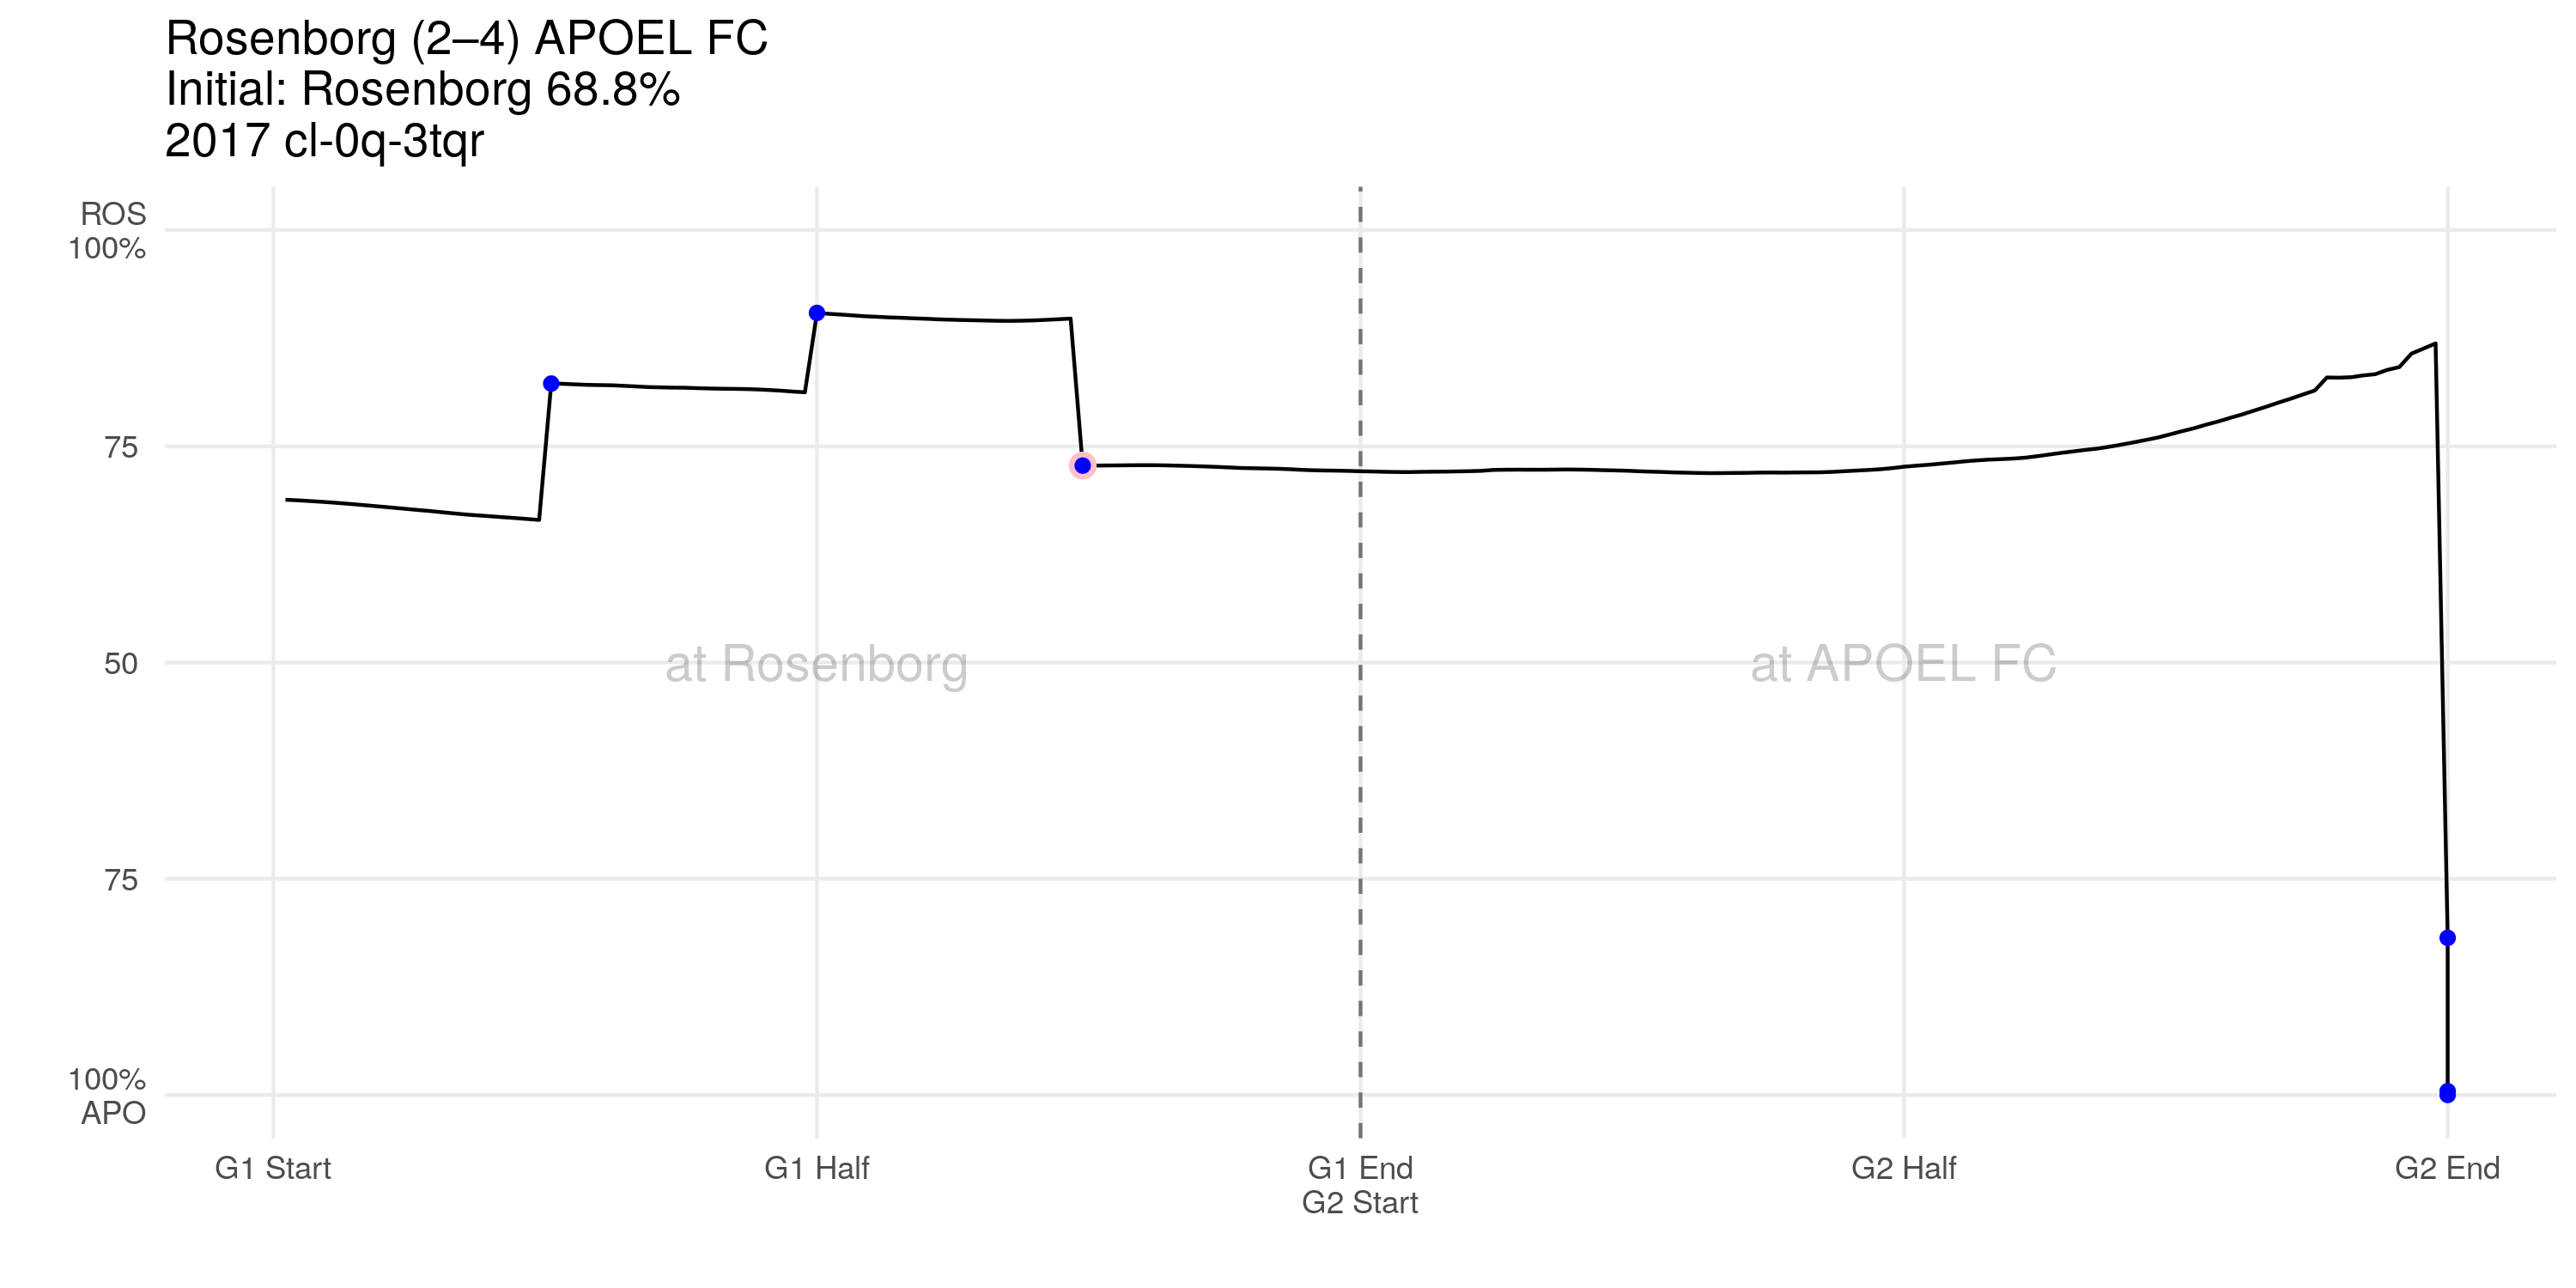 Rosenborg (2–4) APOEL FC
Initial: Rosenborg 68.8%
2017 cl-0q-3tqr
ROS
100%
75
50
75
100%
APO
at Rosenborg
at APOEL FC
G1 Start
G1 Half
G1 End
G2 Start
G2 Half
G2 End